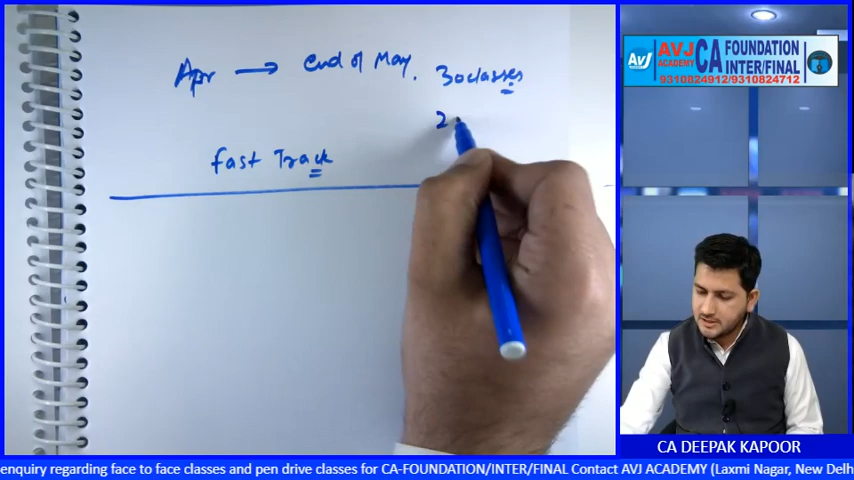 Apr → end of May. 30 classes
2
fast Track
AVJ
AVJ
ACADEMY
CA FOUNDATION
INTER/FINAL
9310824912/9310824712
CA DEEPAK KAPOOR
enquiry regarding face to face classes and pen drive classes for CA-FOUNDATION/INTER/FINAL Contact AVJ ACADEMY (Laxmi Nagar, New Delh